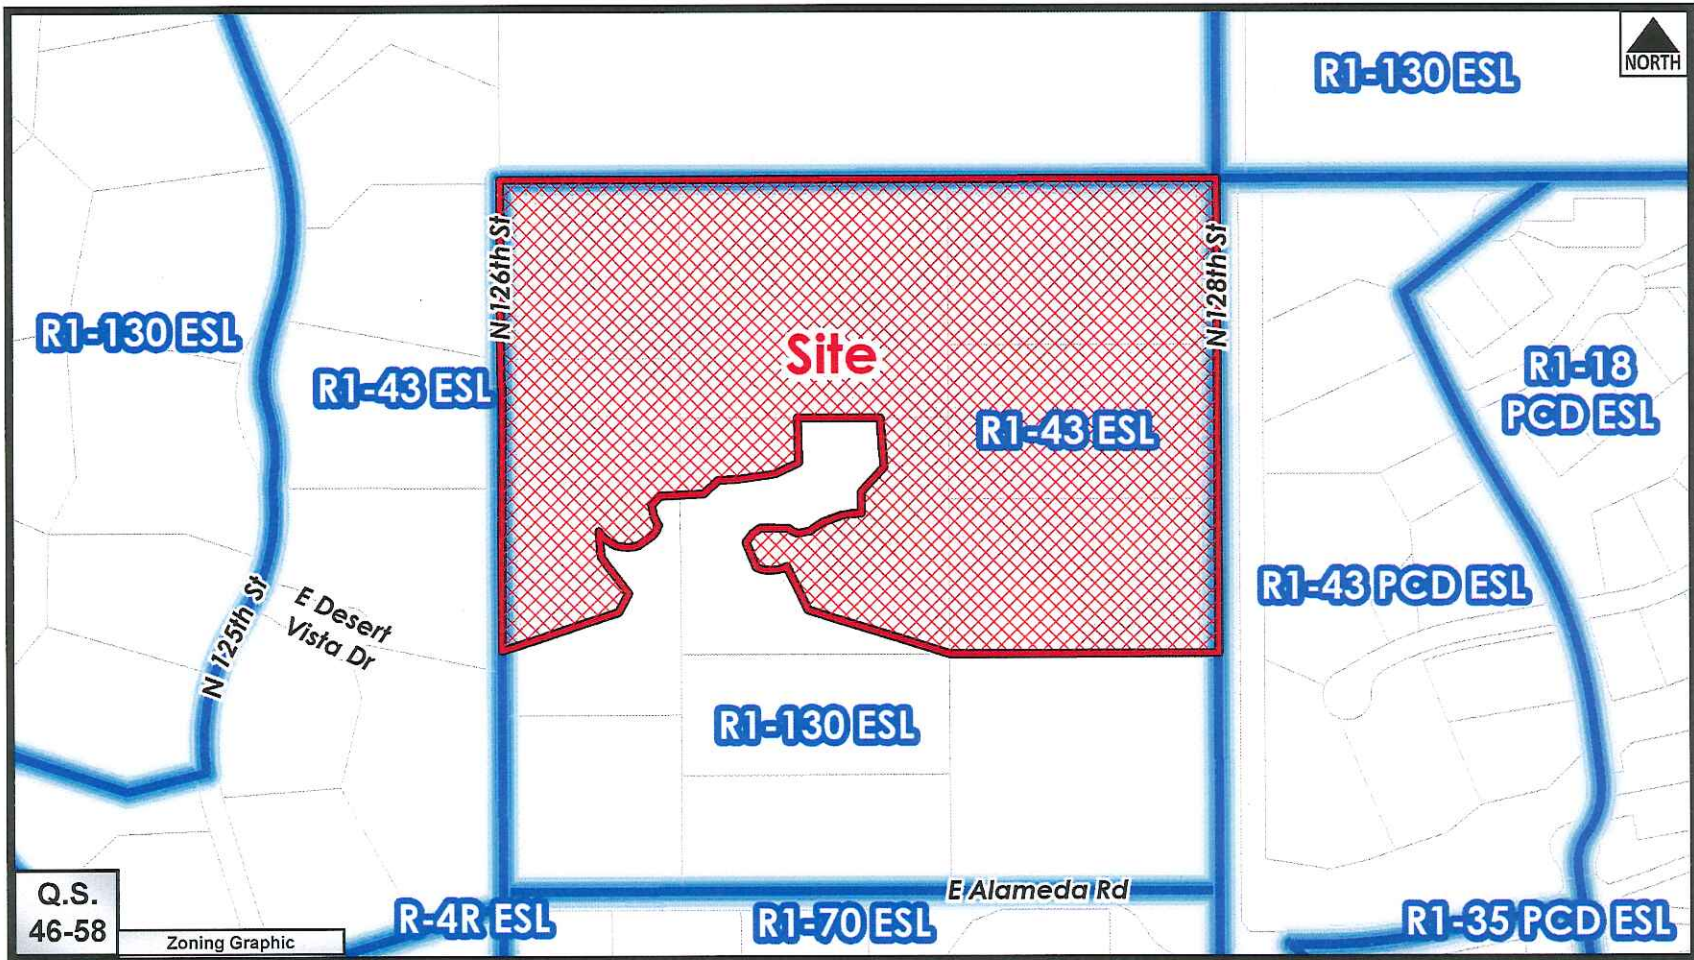 R1-130 ESL
NORTH
N 126th St
N 128th St
R1-130 ESL
Site
R1-43 ESL
R1-18
PCD ESL
R1-43 ESL
N 125th St
E Desert
Vista Dr
R1-43 PCD ESL
R1-130 ESL
E Alameda Rd
Q.S.
46-58
Zoning Graphic
R-4R ESL
R1-70 ESL
R1-35 PCD ESL